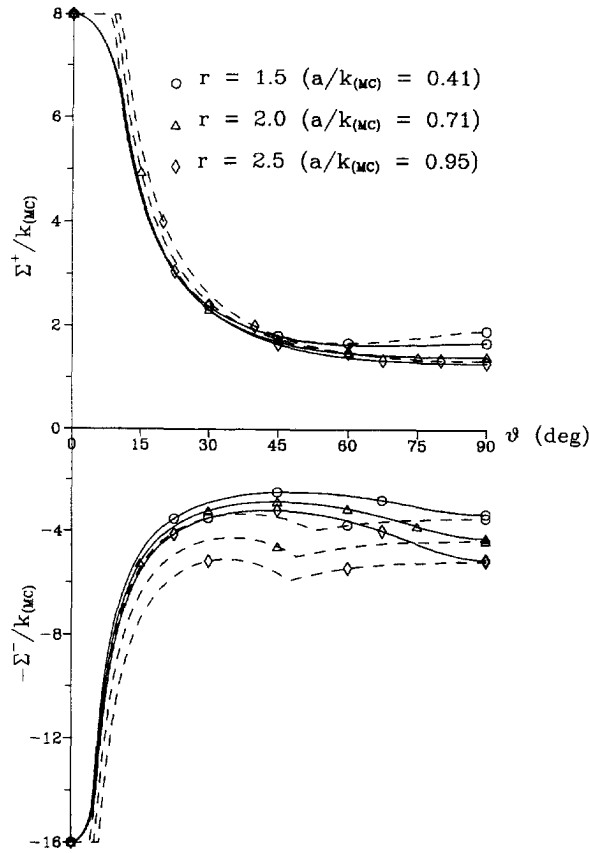 8
6
4
2
0
Σ⁺/k(MC)
○ r = 1.5 (a/k(MC) = 0.41)
△ r = 2.0 (a/k(MC) = 0.71)
◇ r = 2.5 (a/k(MC) = 0.95)
0 15 30 45 60 75 90 ϑ (deg)
-4
-8
-12
-16
-Σ⁻/k(MC)